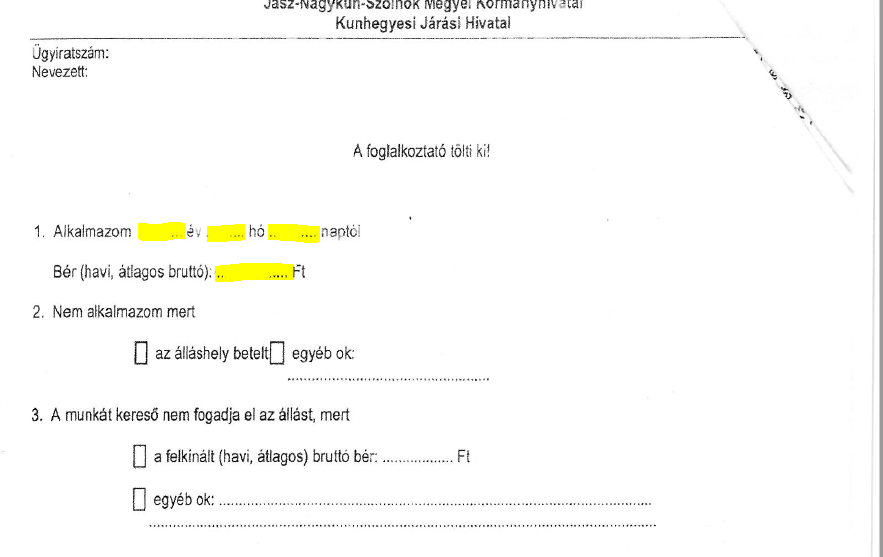 Jász-Nagykun-Szolnok Megyei Kormányhivatal
Kunhegyesi Járási Hivatal
Ügyiratszám:
Nevezett:
A foglalkoztató tölti ki!
1. Alkalmazom ... év ..... hó ...... naptól
Bér (havi, átlagos bruttó): ....... Ft
2. Nem alkalmazom mert
az álláshely betelt egyéb ok:
3. A munkát kereső nem fogadja el az állást, mert
a felkínált (havi, átlagos) bruttó bér: .................. Ft
egyéb ok: ....................................................